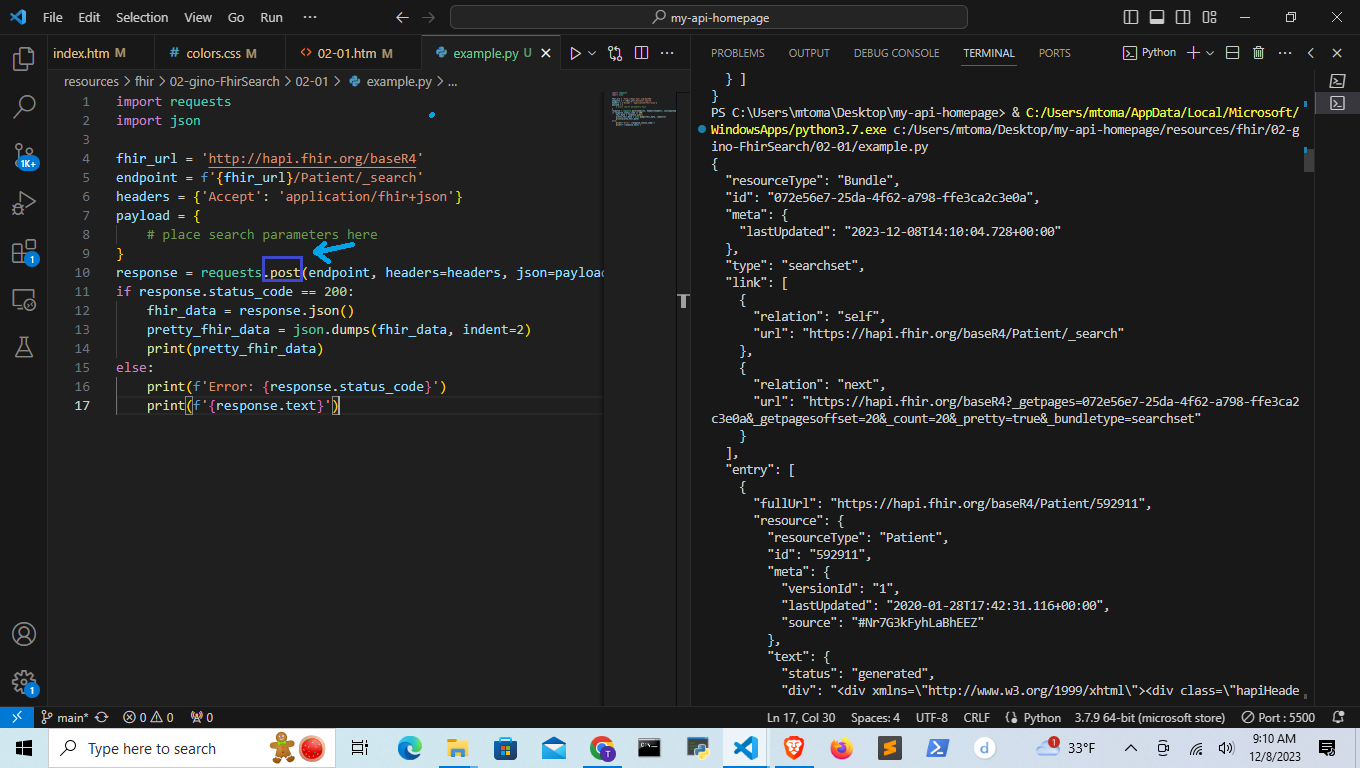 File Edit Selection View Go Run ··· my-api-homepage
index.htm M # colors.css M <> 02-01.htm M example.py U
resources > fhir > 02-gino-FhirSearch > 02-01 > example.py > ...
1 import requests
2 import json
3
4 fhir_url = 'http://hapi.fhir.org/baseR4'
5 endpoint = f'{fhir_url}/Patient/_search'
6 headers = {'Accept': 'application/fhir+json'}
7 payload = {
8 # place search parameters here
9 }
10 response = requests.post(endpoint, headers=headers, json=payload
11 if response.status_code == 200:
12 fhir_data = response.json()
13 pretty_fhir_data = json.dumps(fhir_data, indent=2)
14 print(pretty_fhir_data)
15 else:
16 print(f'Error: {response.status_code}')
17 print(f'{response.text}')
PROBLEMS OUTPUT DEBUG CONSOLE TERMINAL PORTS Python
} ]
}
PS C:\Users\mtoma\Desktop\my-api-homepage> & C:/Users/mtoma/AppData/Local/Microsoft/
WindowsApps/python3.7.exe c:/Users/mtoma/Desktop/my-api-homepage/resources/fhir/02-g
ino-FhirSearch/02-01/example.py
{
"resourceType": "Bundle",
"id": "072e56e7-25da-4f62-a798-ffe3ca2c3e0a",
"meta": {
"lastUpdated": "2023-12-08T14:10:04.728+00:00"
},
"type": "searchset",
"link": [
{
"relation": "self",
"url": "https://hapi.fhir.org/baseR4/Patient/_search"
},
{
"relation": "next",
"url": "https://hapi.fhir.org/baseR4?_getpages=072e56e7-25da-4f62-a798-ffe3ca2
c3e0a&_getpagesoffset=20&_count=20&_pretty=true&_bundletype=searchset"
}
],
"entry": [
{
"fullUrl": "https://hapi.fhir.org/baseR4/Patient/592911",
"resource": {
"resourceType": "Patient",
"id": "592911",
"meta": {
"versionId": "1",
"lastUpdated": "2020-01-28T17:42:31.116+00:00",
"source": "#Nr7G3kFyhLaBhEEZ"
},
"text": {
"status": "generated",
"div": "<div xmlns=\"http://www.w3.org/1999/xhtml\"><div class=\"hapiHeade
1K+
1
1
main* 0 0 0 Ln 17, Col 30 Spaces: 4 UTF-8 CRLF Python 3.7.9 64-bit (microsoft store) Port : 5500
Type here to search T d 1 33°F 9:10 AM
12/8/2023